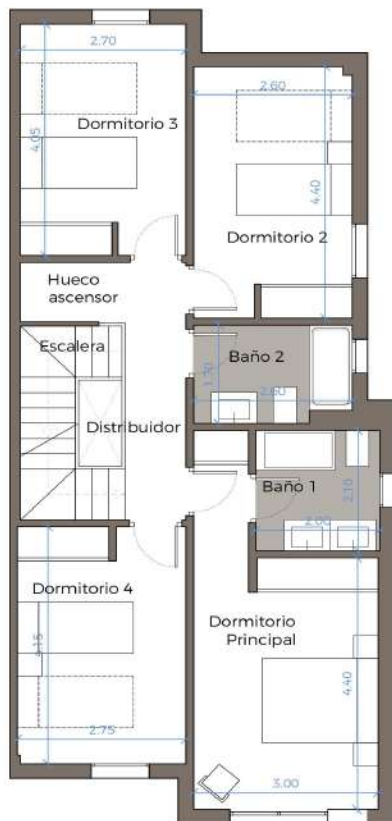 2.70
2.60
Dormitorio 3
4.05
4.40
Dormitorio 2
Hueco
ascensor
Escalera
Baño 2
1.70
2.60
Distribuidor
Baño 1
2.10
2.00
Dormitorio 4
4.15
Dormitorio
Principal
4.40
2.75
3.00